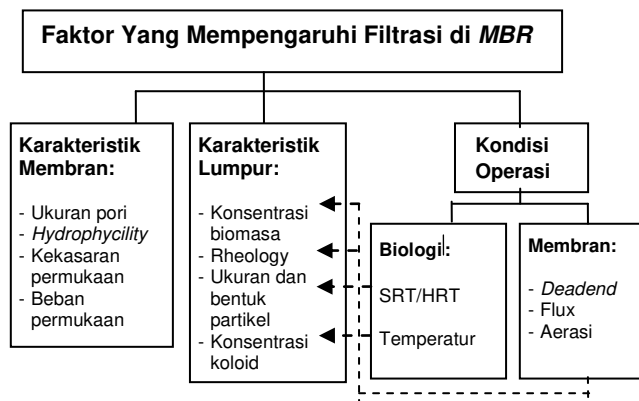 Faktor Yang Mempengaruhi Filtrasi di MBR
Karakteristik
Membran:
- Ukuran pori
- Hydrophycility
- Kekasaran
permukaan
- Beban
permukaan
Karakteristik
Lumpur:
- Konsentrasi
biomasa
- Rheology
- Ukuran dan
bentuk
partikel
- Konsentrasi
koloid
Kondisi
Operasi
Biologi:
SRT/HRT
Temperatur
Membran:
- Deadend
- Flux
- Aerasi